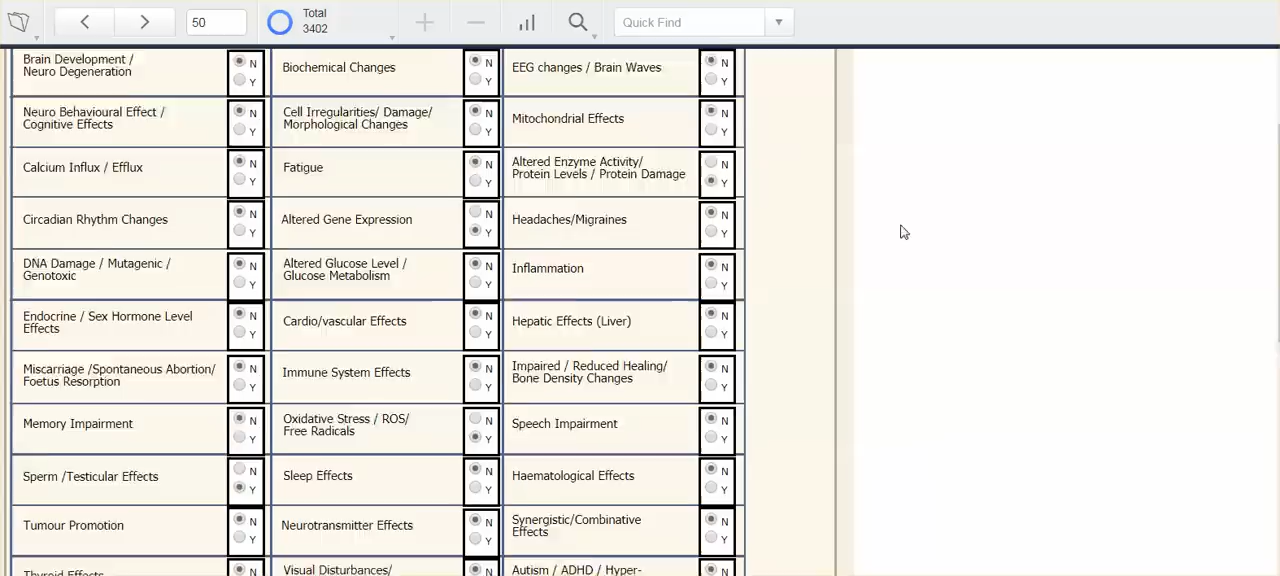 50
Total
3402
Quick Find
Brain Development /
Neuro Degeneration
N
Y
Biochemical Changes
N
Y
EEG changes / Brain Waves
N
Y
Neuro Behavioural Effect /
Cognitive Effects
N
Y
Cell Irregularities/ Damage/
Morphological Changes
N
Y
Mitochondrial Effects
N
Y
Calcium Influx / Efflux
N
Y
Fatigue
N
Y
Altered Enzyme Activity/
Protein Levels / Protein Damage
N
Y
Circadian Rhythm Changes
N
Y
Altered Gene Expression
N
Y
Headaches/Migraines
N
Y
DNA Damage / Mutagenic /
Genotoxic
N
Y
Altered Glucose Level /
Glucose Metabolism
N
Y
Inflammation
N
Y
Endocrine / Sex Hormone Level
Effects
N
Y
Cardio/vascular Effects
N
Y
Hepatic Effects (Liver)
N
Y
Miscarriage /Spontaneous Abortion/
Foetus Resorption
N
Y
Immune System Effects
N
Y
Impaired / Reduced Healing/
Bone Density Changes
N
Y
Memory Impairment
N
Y
Oxidative Stress / ROS/
Free Radicals
N
Y
Speech Impairment
N
Y
Sperm /Testicular Effects
N
Y
Sleep Effects
N
Y
Haematological Effects
N
Y
Tumour Promotion
N
Y
Neurotransmitter Effects
N
Y
Synergistic/Combinative
Effects
N
Y
Thyroid Effects
N
Visual Disturbances/
N
Autism / ADHD / Hyper-
N